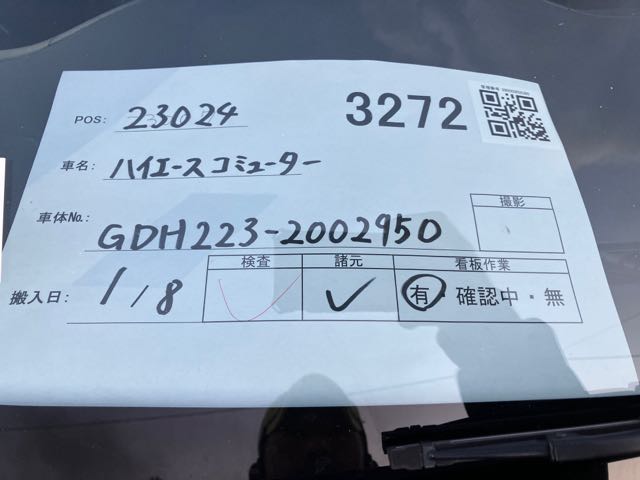 POS: 23024
3272
車名: ハイエースコミューター
車体No.: GDH223-2002950
撮影
搬入日: 1/8
検査 諸元 看板作業
有・確認中・無